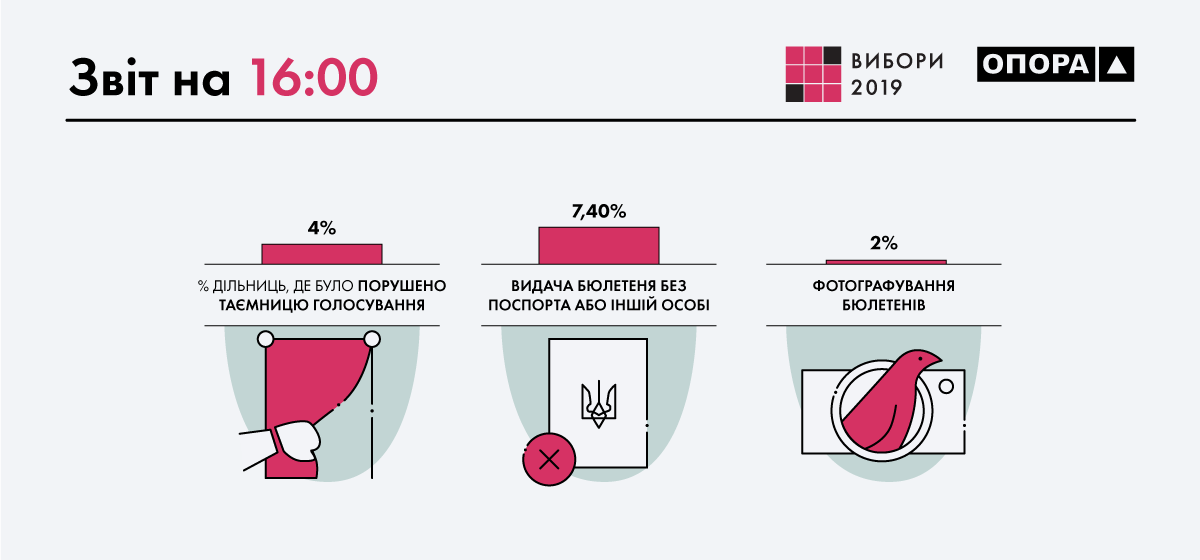 Звіт на 16:00
ВИБОРИ
2019
ОПОРА
4%
% ДІЛЬНИЦЬ, ДЕ БУЛО ПОРУШЕНО
ТАЄМНИЦЮ ГОЛОСУВАННЯ
7,40%
ВИДАЧА БЮЛЕТЕНЯ БЕЗ
ПОСПОРТА АБО ІНШІЙ ОСОБІ
2%
ФОТОГРАФУВАННЯ
БЮЛЕТЕНІВ